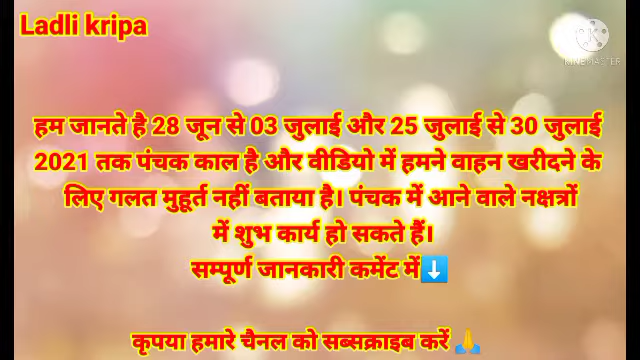 Ladli kripa
KINEMASTER
हम जानते है 28 जून से 03 जुलाई और 25 जुलाई से 30 जुलाई
2021 तक पंचक काल है और वीडियो में हमने वाहन खरीदने के
लिए गलत मुहूर्त नहीं बताया है। पंचक में आने वाले नक्षत्रों
में शुभ कार्य हो सकते हैं।
सम्पूर्ण जानकारी कमेंट में⬇️
कृपया हमारे चैनल को सब्सक्राइब करें 🙏